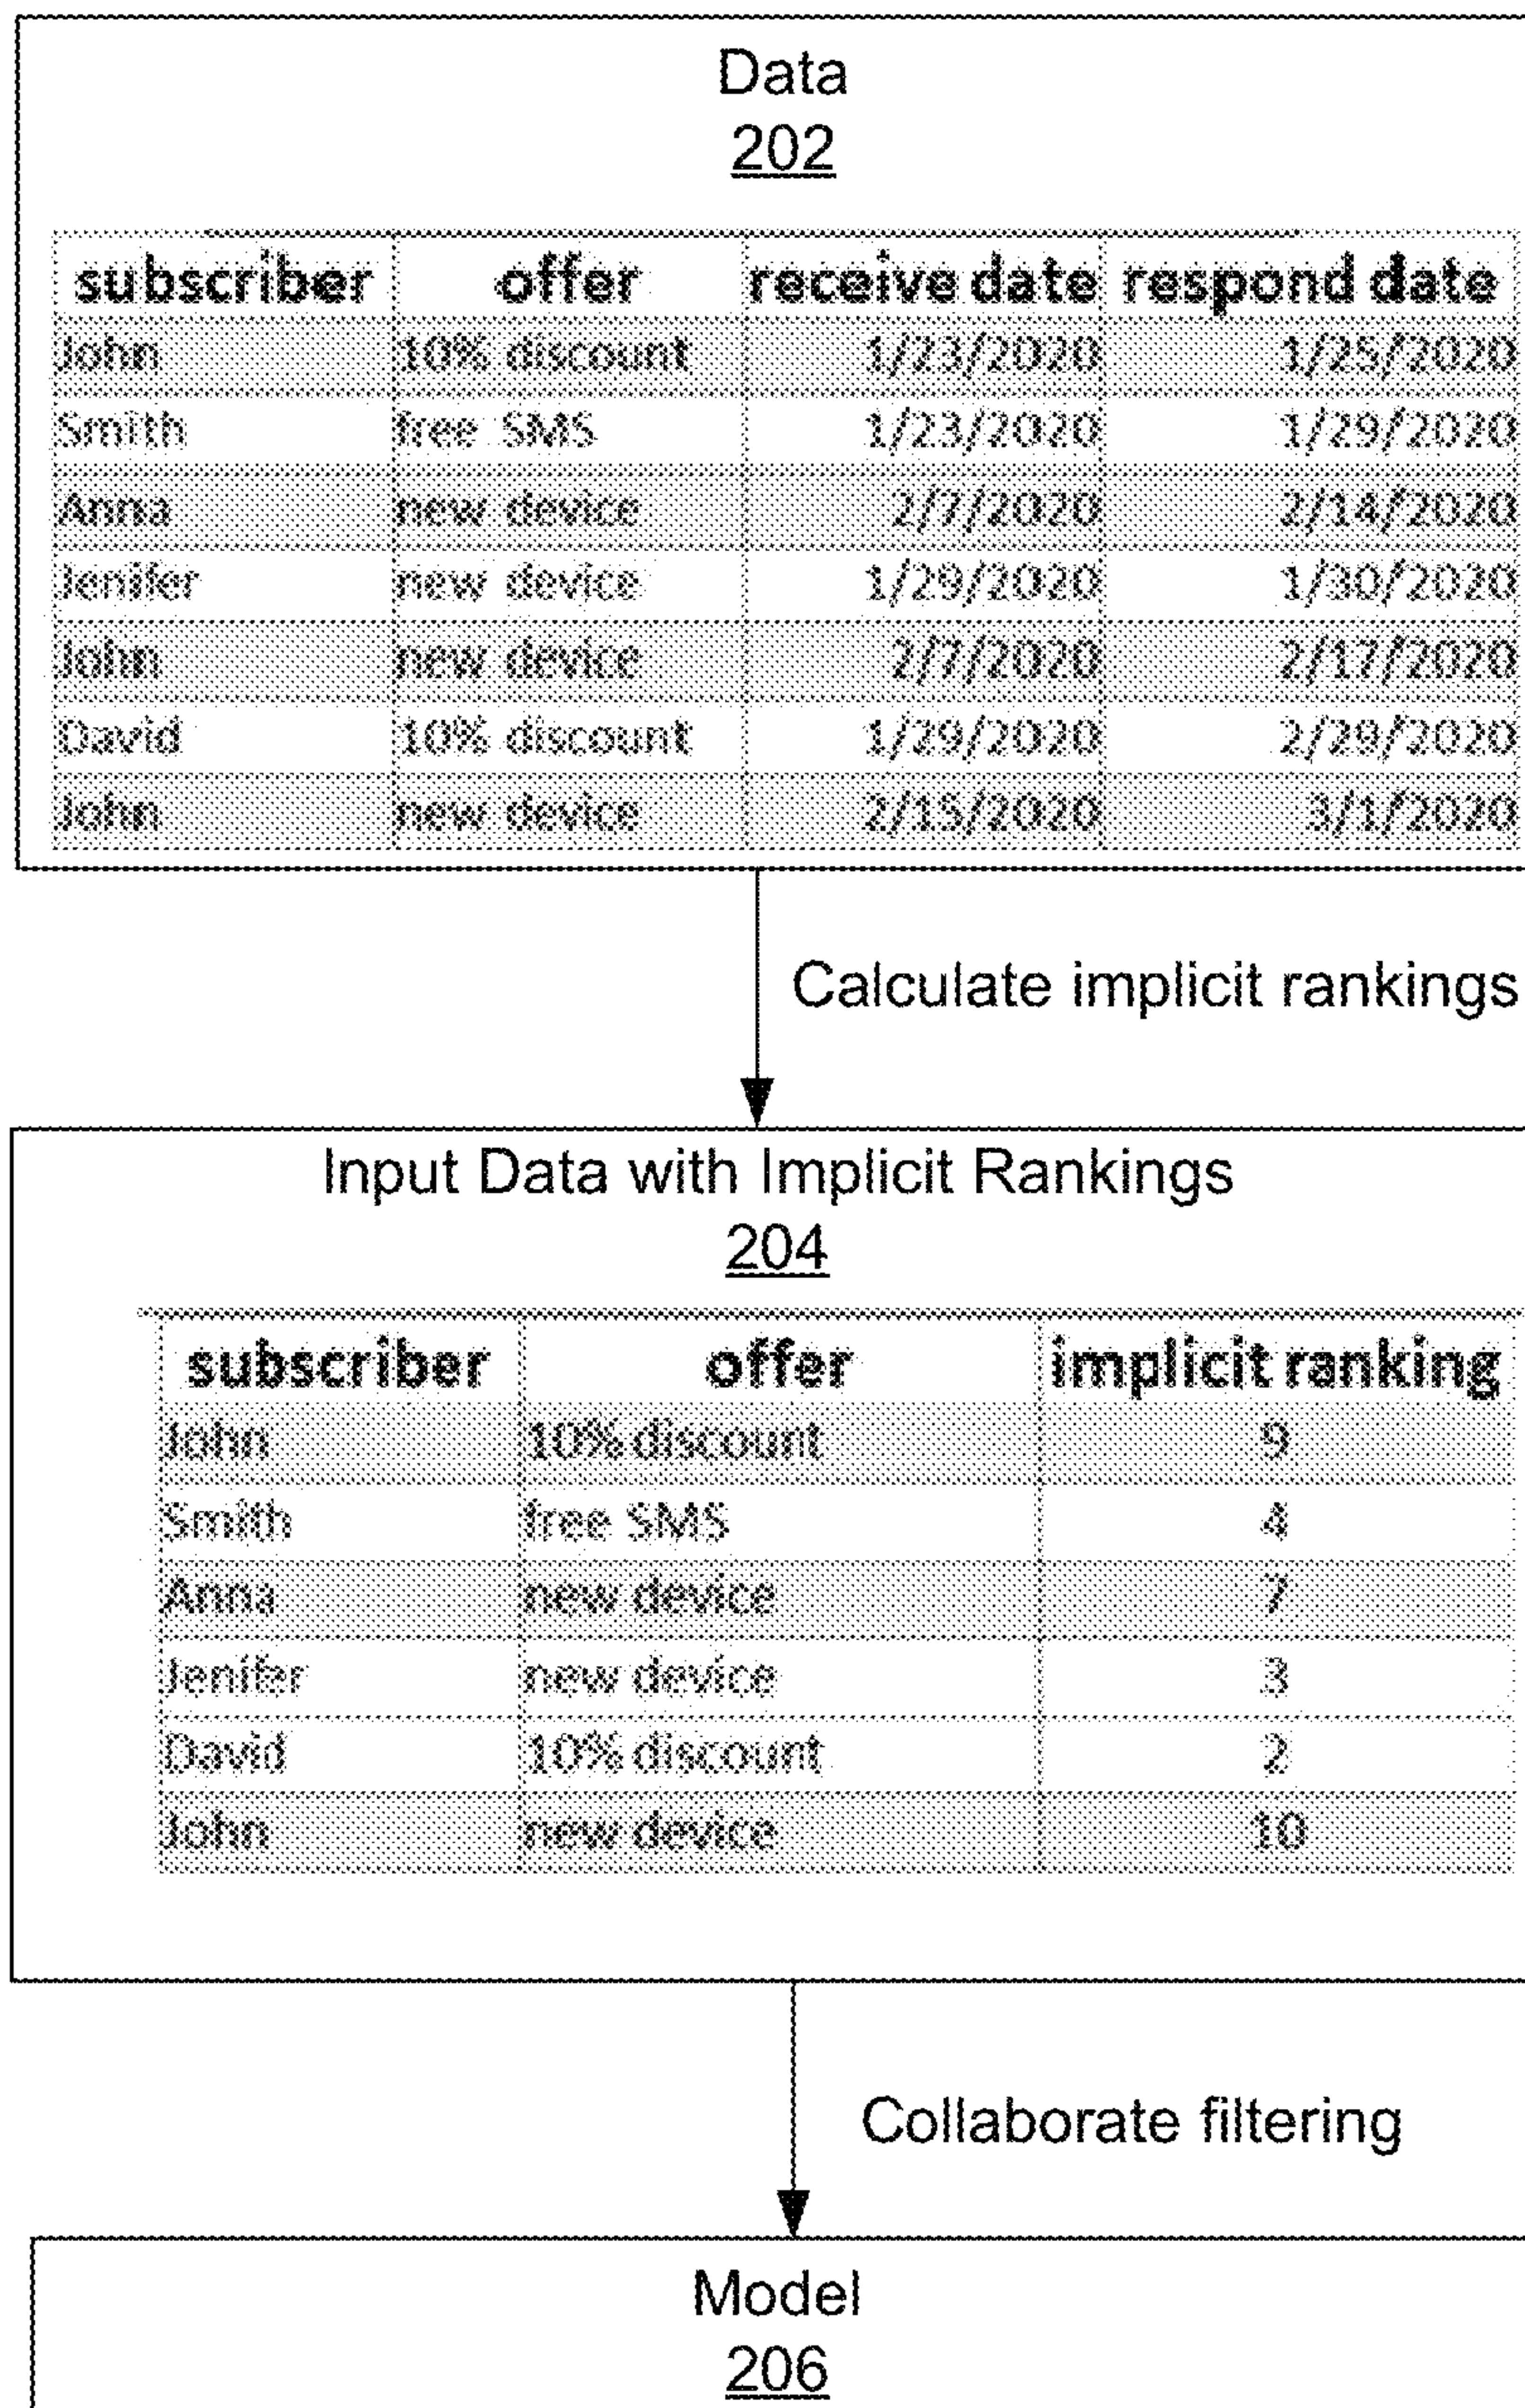 Data
202
subscriber offer receive date respond date
John 10% discount 1/23/2020 1/25/2020
Smith free SMS 1/23/2020 1/29/2020
Anna new device 2/7/2020 2/14/2020
Jenifer new device 1/29/2020 1/30/2020
John new device 2/7/2020 2/17/2020
David 10% discount 1/29/2020 2/29/2020
John new device 2/15/2020 3/1/2020
Calculate implicit rankings
Input Data with Implicit Rankings
204
subscriber offer implicit ranking
John 10% discount 9
Smith free SMS 4
Anna new device 7
Jenifer new device 3
David 10% discount 2
John new device 10
Collaborate filtering
Model
206